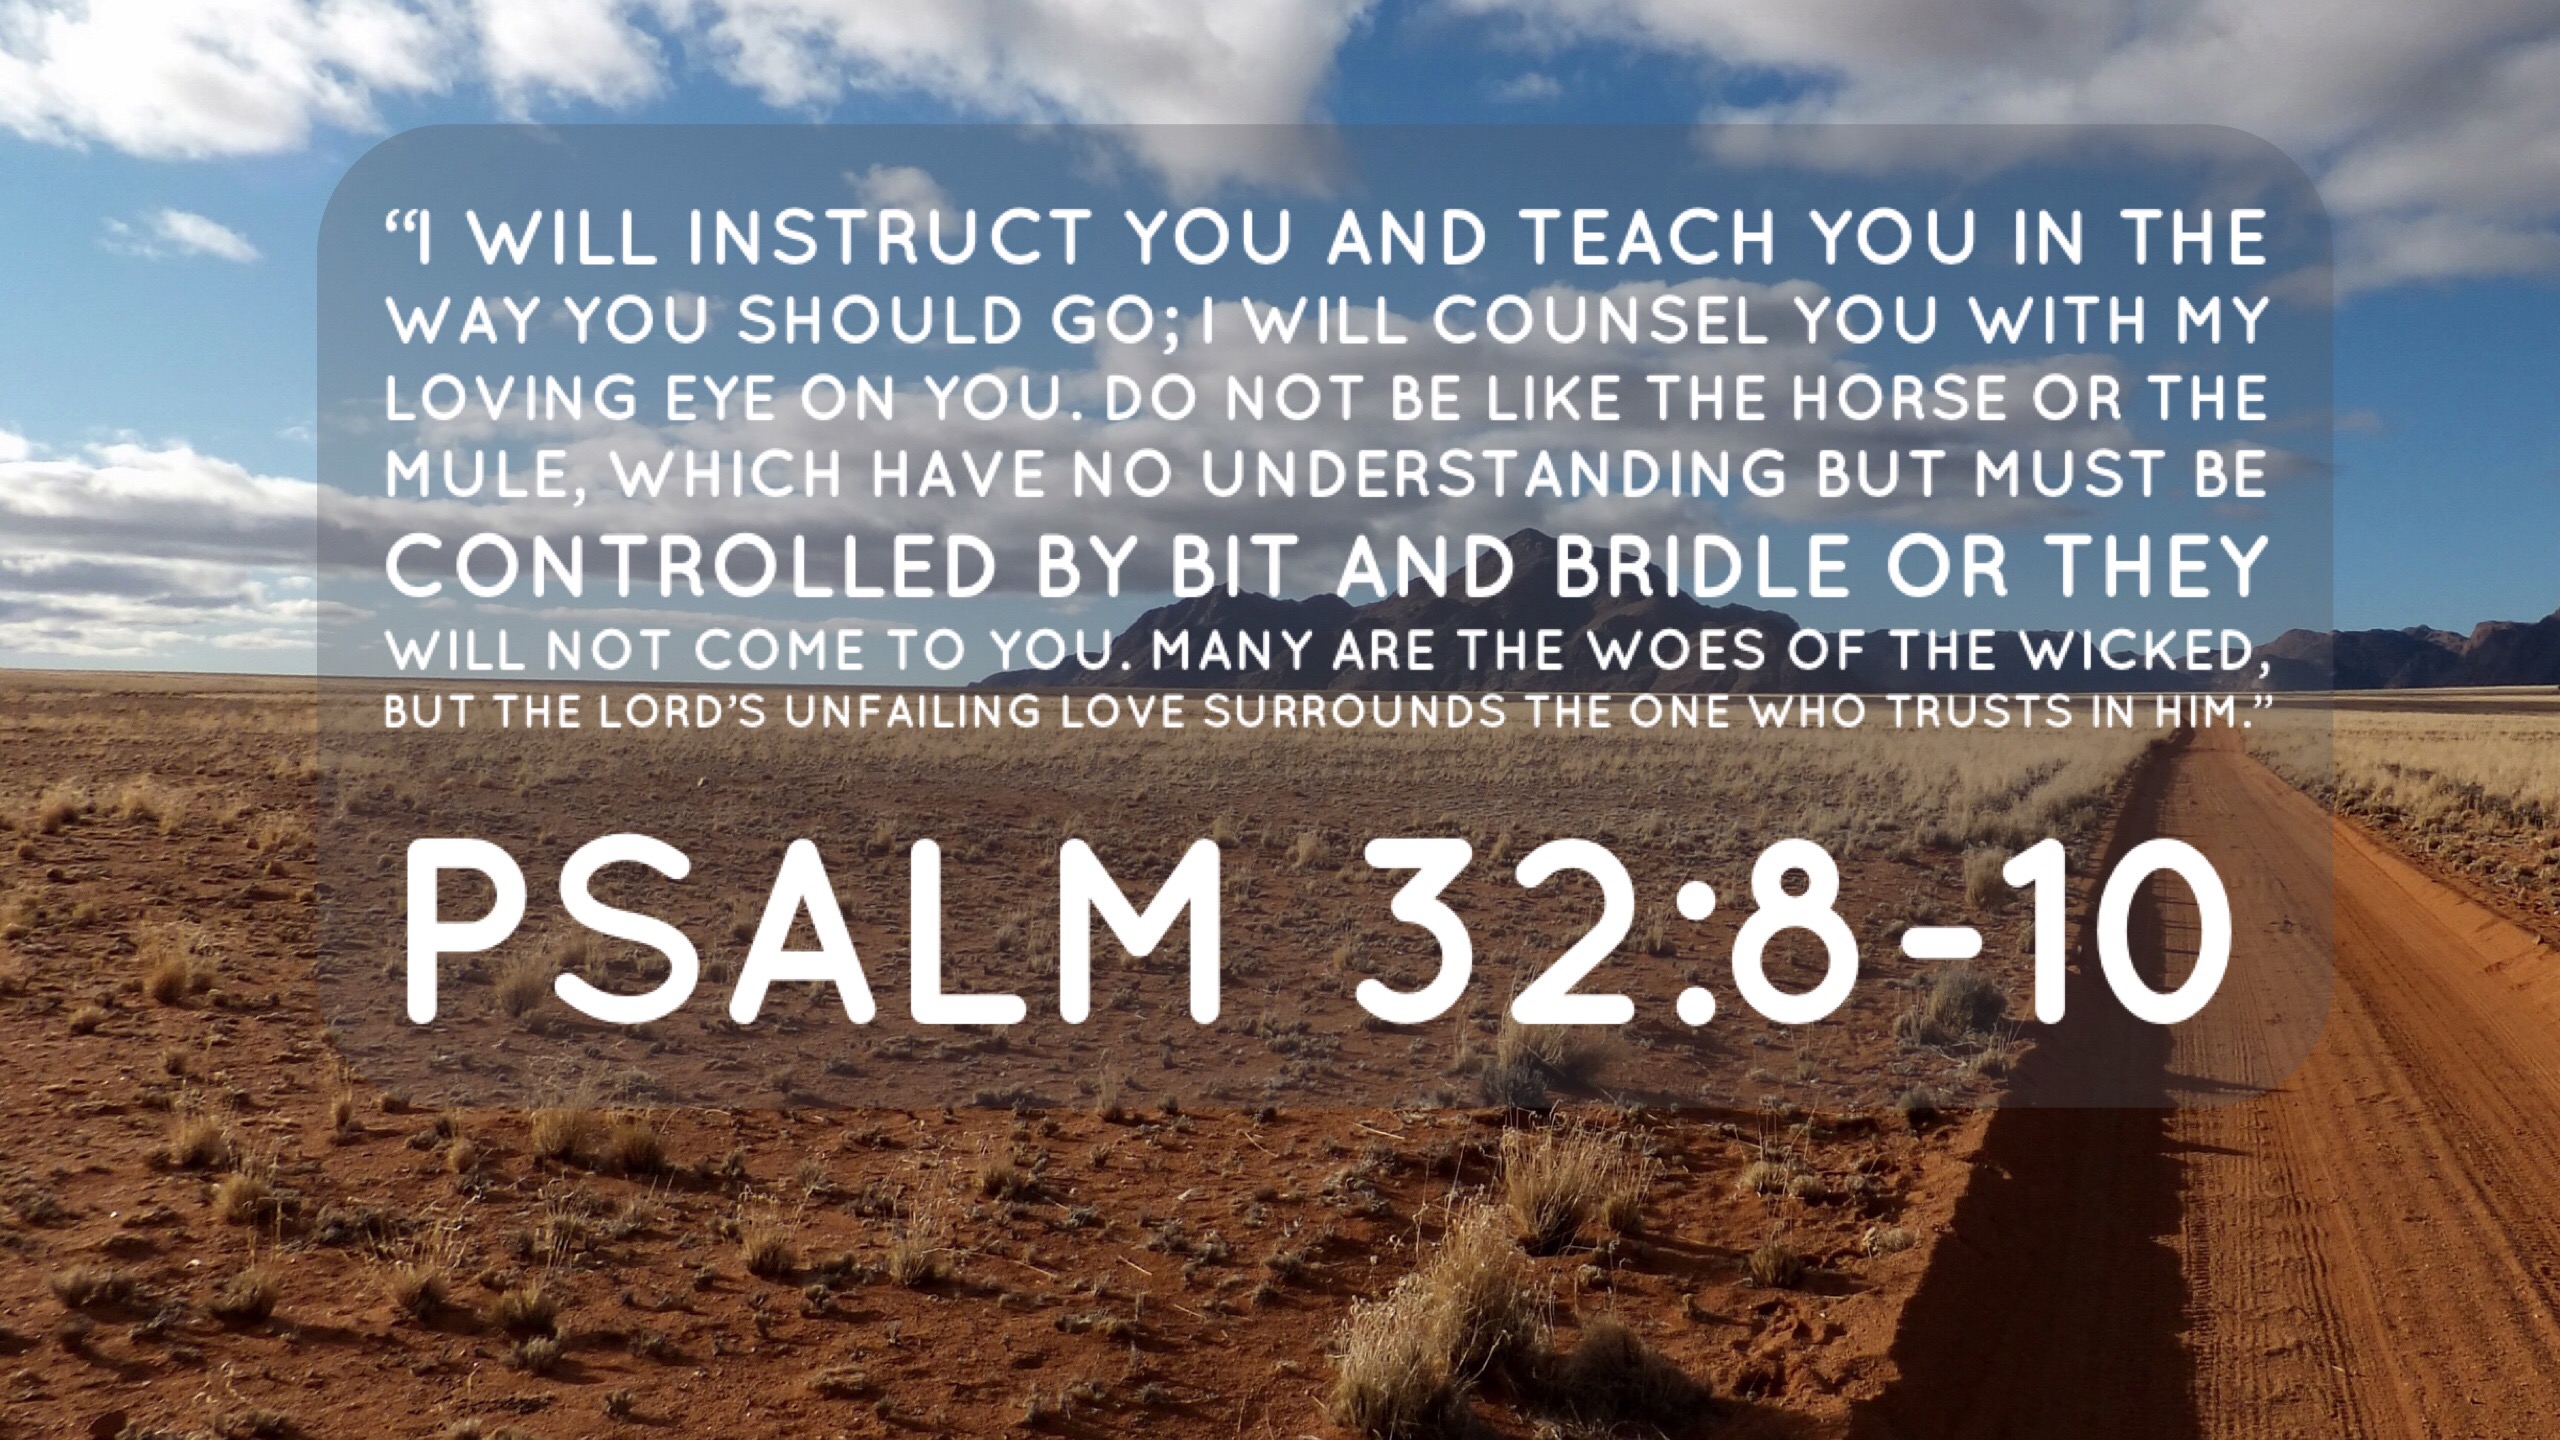 “I WILL INSTRUCT YOU AND TEACH YOU IN THE
WAY YOU SHOULD GO; I WILL COUNSEL YOU WITH MY
LOVING EYE ON YOU. DO NOT BE LIKE THE HORSE OR THE
MULE, WHICH HAVE NO UNDERSTANDING BUT MUST BE
CONTROLLED BY BIT AND BRIDLE OR THEY
WILL NOT COME TO YOU. MANY ARE THE WOES OF THE WICKED,
BUT THE LORD’S UNFAILING LOVE SURROUNDS THE ONE WHO TRUSTS IN HIM.”
PSALM 32:8-10